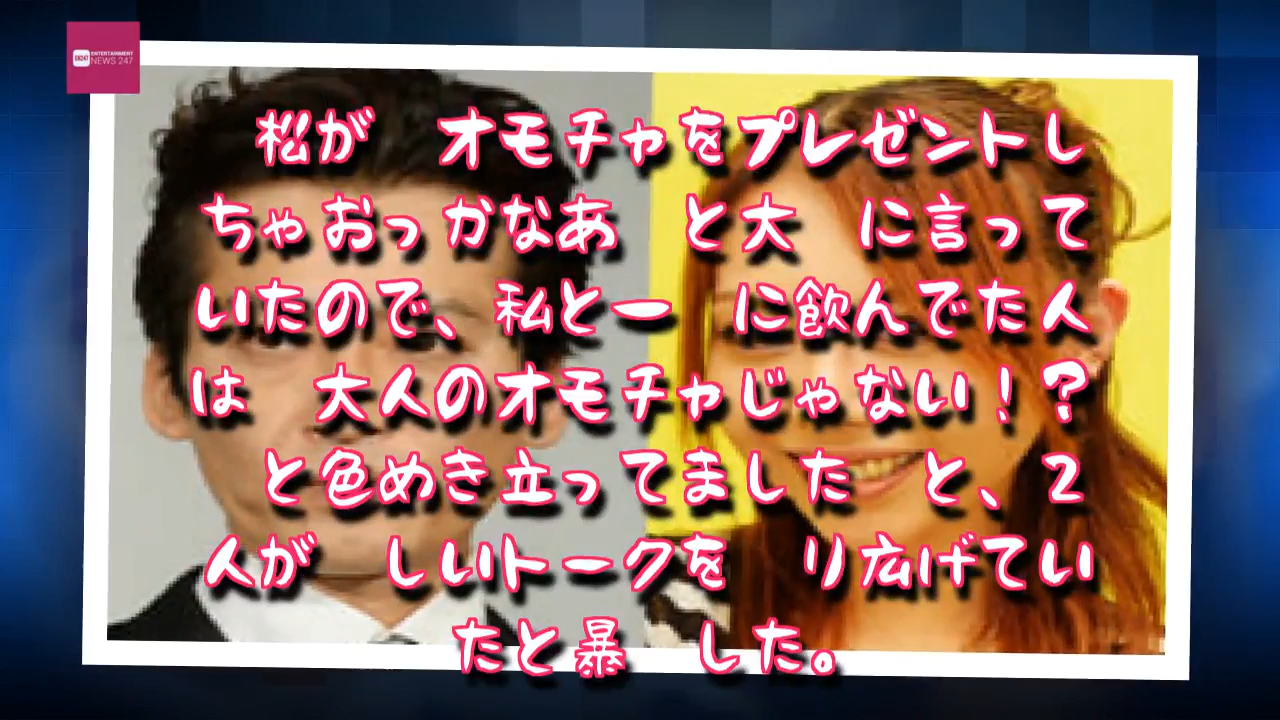 EN247 ENTERTAINMENT
NEWS 247
松が　オモチャをプレゼントし
ちゃおっかなあ　と大　に言って
いたので、私と一　に飲んでた人
は　大人のオモチャじゃない！？
と色めき立ってました　と、２
人が　しいトークを　り広げてい
たと暴　した。